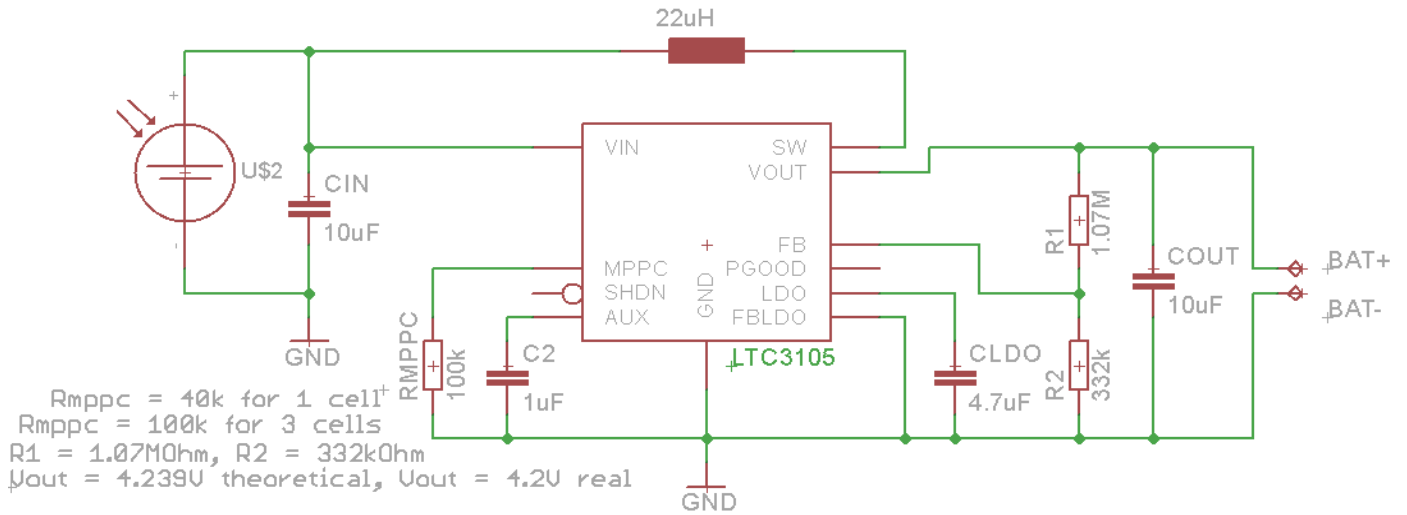 22uH
+
U$2
-
CIN
10uF
GND
VIN
SW
VOUT
FB
MPPC
PGOOD
SHDN
LDO
AUX
GND
FBLDO
LTC3105
R1
1.07M
COUT
10uF
BAT+
BAT-
RMPPC
100k
C2
1uF
CLDO
4.7uF
R2
332k
Rmppc = 40k for 1 cell
Rmppc = 100k for 3 cells
R1 = 1.07MOhm, R2 = 332kOhm
Vout = 4.239V theoretical, Vout = 4.2V real
GND